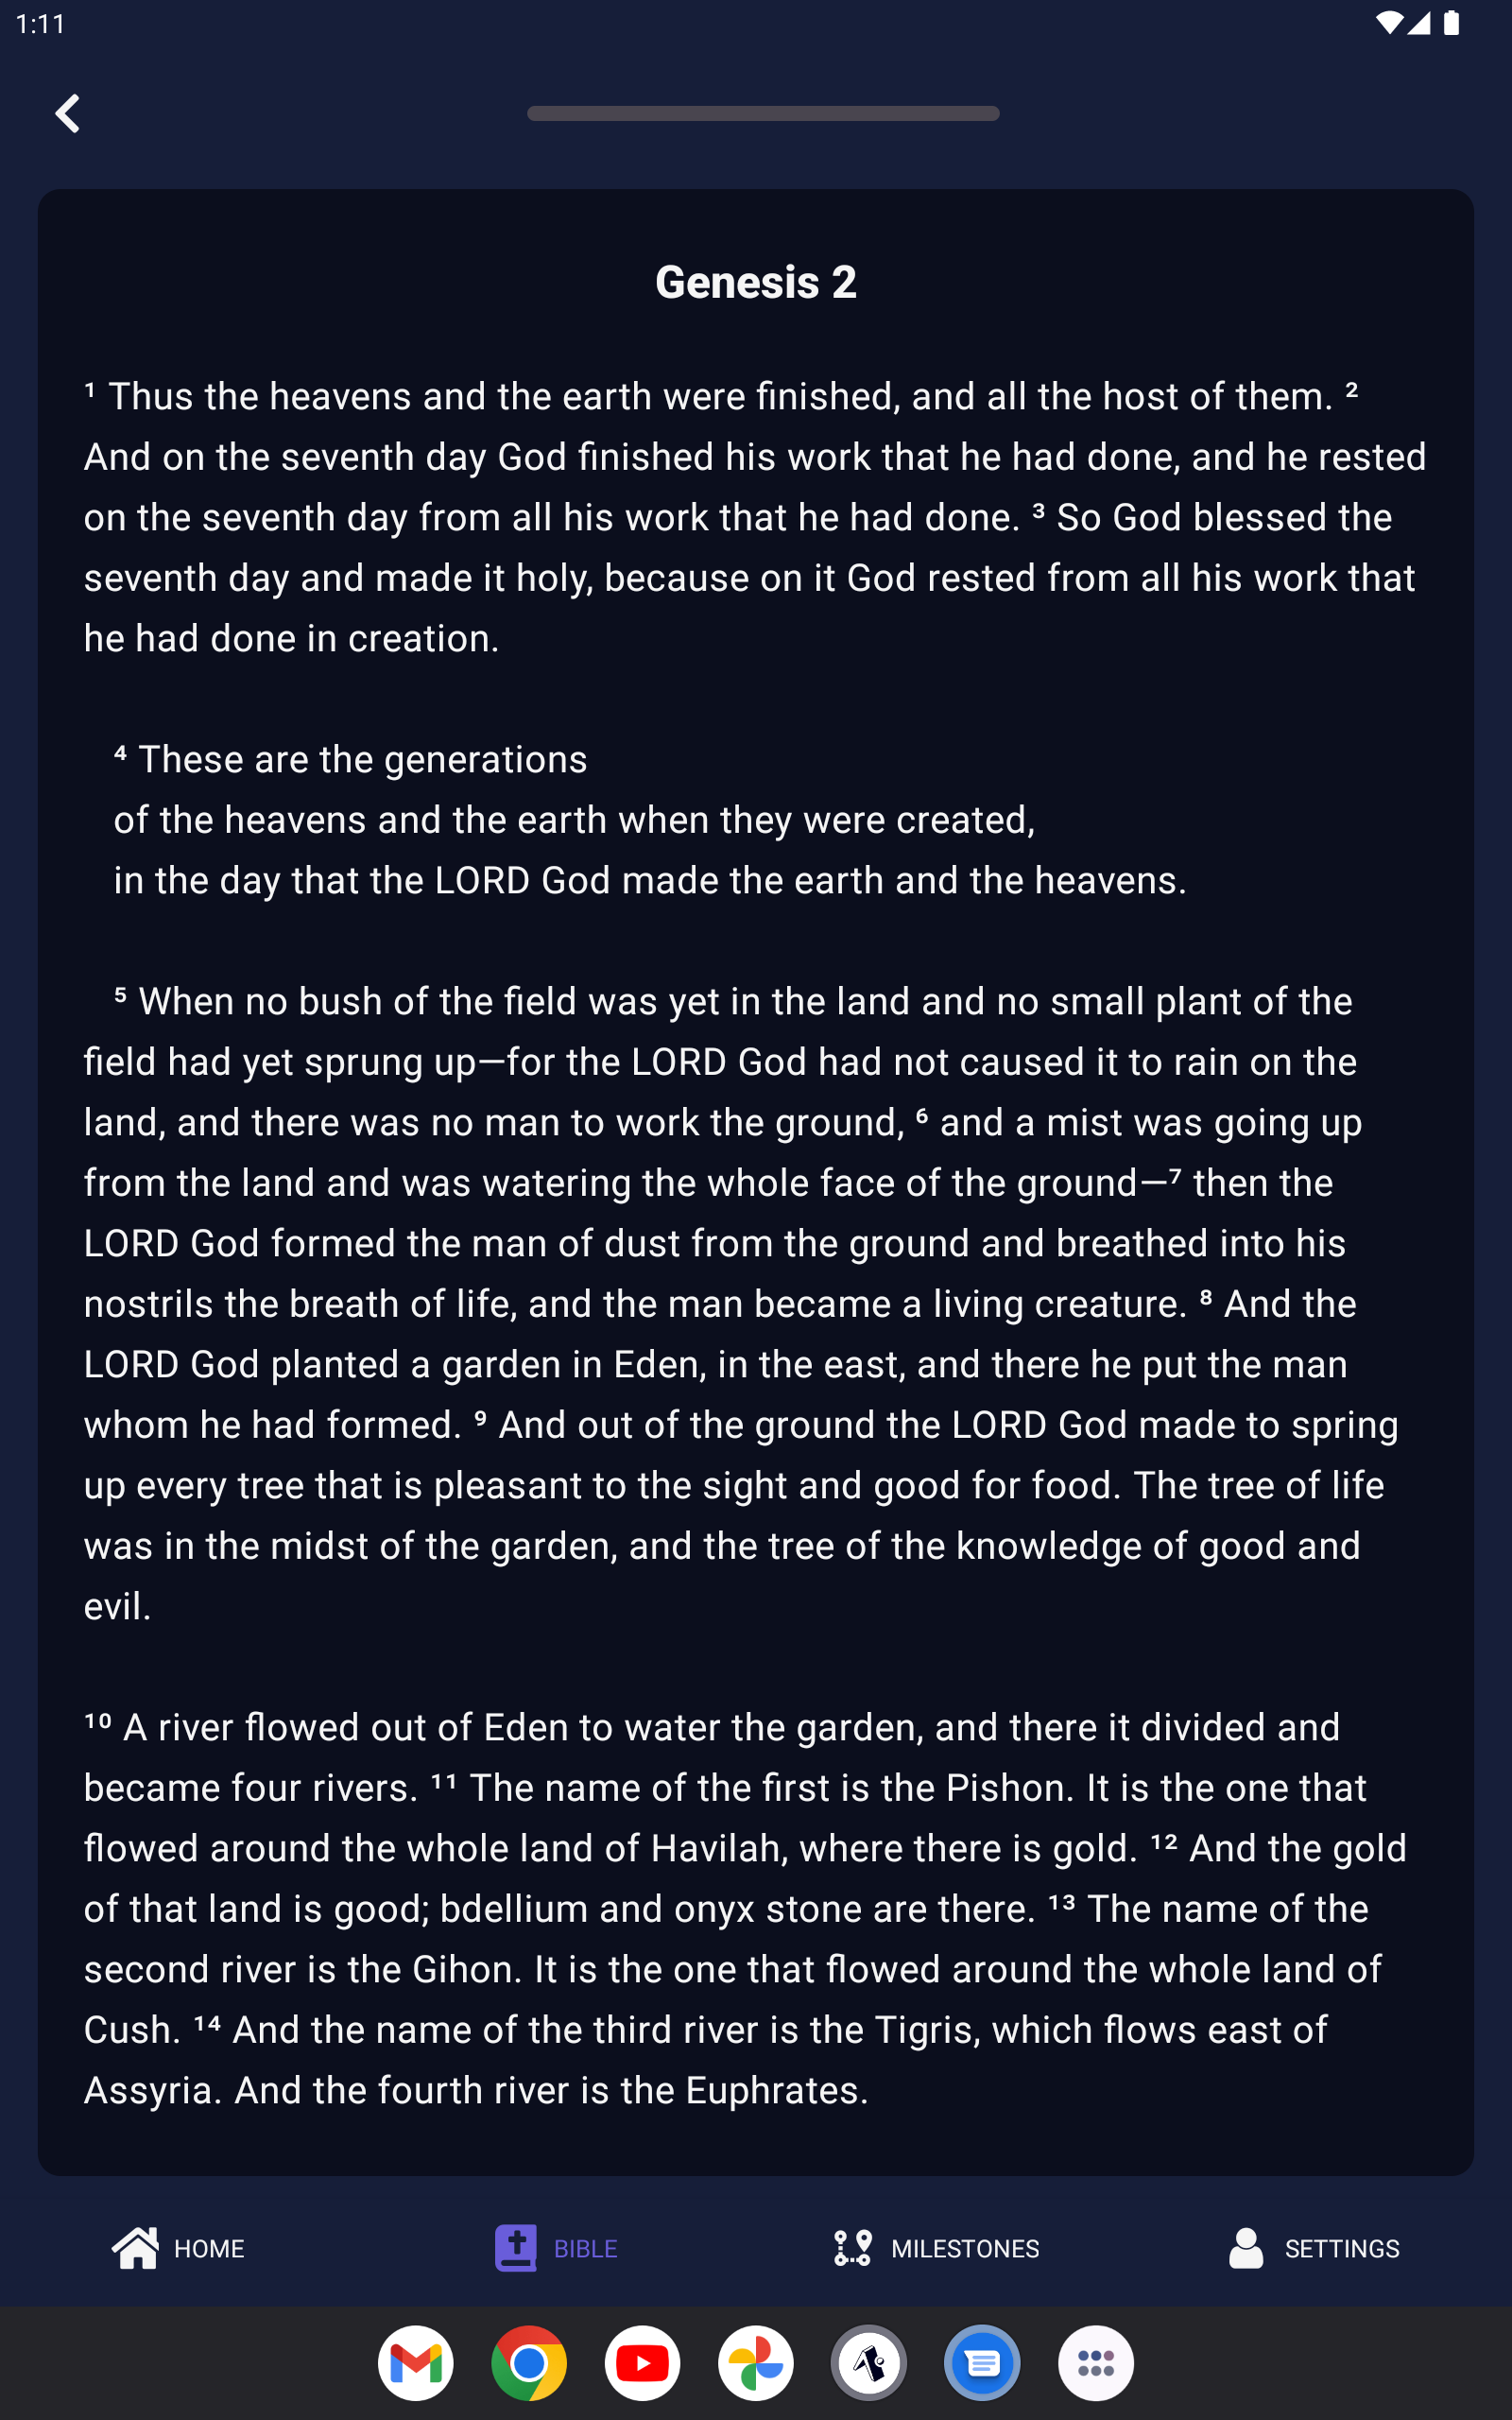 1:11
Genesis 2
¹ Thus the heavens and the earth were finished, and all the host of them. ²
And on the seventh day God finished his work that he had done, and he rested
on the seventh day from all his work that he had done. ³ So God blessed the
seventh day and made it holy, because on it God rested from all his work that
he had done in creation.
⁴ These are the generations
of the heavens and the earth when they were created,
in the day that the LORD God made the earth and the heavens.
⁵ When no bush of the field was yet in the land and no small plant of the
field had yet sprung up—for the LORD God had not caused it to rain on the
land, and there was no man to work the ground, ⁶ and a mist was going up
from the land and was watering the whole face of the ground—⁷ then the
LORD God formed the man of dust from the ground and breathed into his
nostrils the breath of life, and the man became a living creature. ⁸ And the
LORD God planted a garden in Eden, in the east, and there he put the man
whom he had formed. ⁹ And out of the ground the LORD God made to spring
up every tree that is pleasant to the sight and good for food. The tree of life
was in the midst of the garden, and the tree of the knowledge of good and
evil.
¹⁰ A river flowed out of Eden to water the garden, and there it divided and
became four rivers. ¹¹ The name of the first is the Pishon. It is the one that
flowed around the whole land of Havilah, where there is gold. ¹² And the gold
of that land is good; bdellium and onyx stone are there. ¹³ The name of the
second river is the Gihon. It is the one that flowed around the whole land of
Cush. ¹⁴ And the name of the third river is the Tigris, which flows east of
Assyria. And the fourth river is the Euphrates.
HOME BIBLE MILESTONES SETTINGS